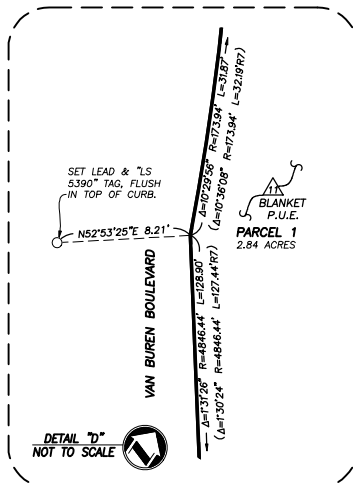 Δ=10°29'56" R=173.94' L=31.87'
(Δ=10°36'08" R=173.94' L=32.19'R7)
SET LEAD & "LS
5390" TAG, FLUSH
IN TOP OF CURB.
11
BLANKET
P.U.E.
PARCEL 1
2.84 ACRES
N52°53'25"E 8.21'
VAN BUREN BOULEVARD
Δ=1°31'26" R=4846.44' L=128.90'
(Δ=1°30'24" R=4846.44' L=127.44'R7)
DETAIL "D"
NOT TO SCALE